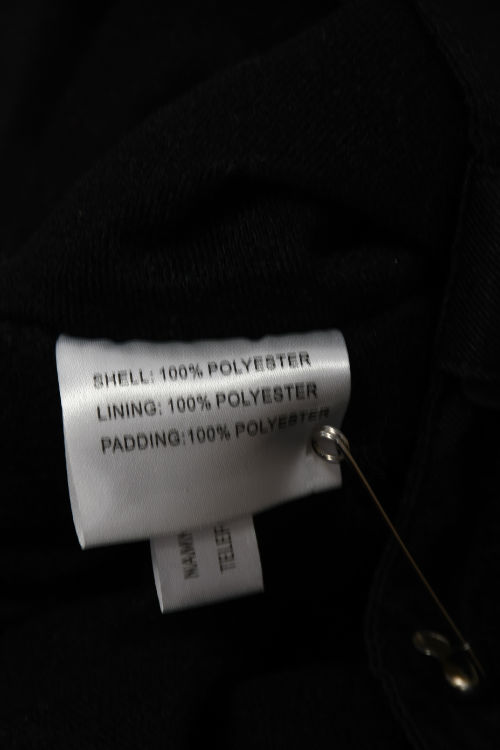 SHELL: 100% POLYESTER
LINING: 100% POLYESTER
PADDING:100% POLYESTER